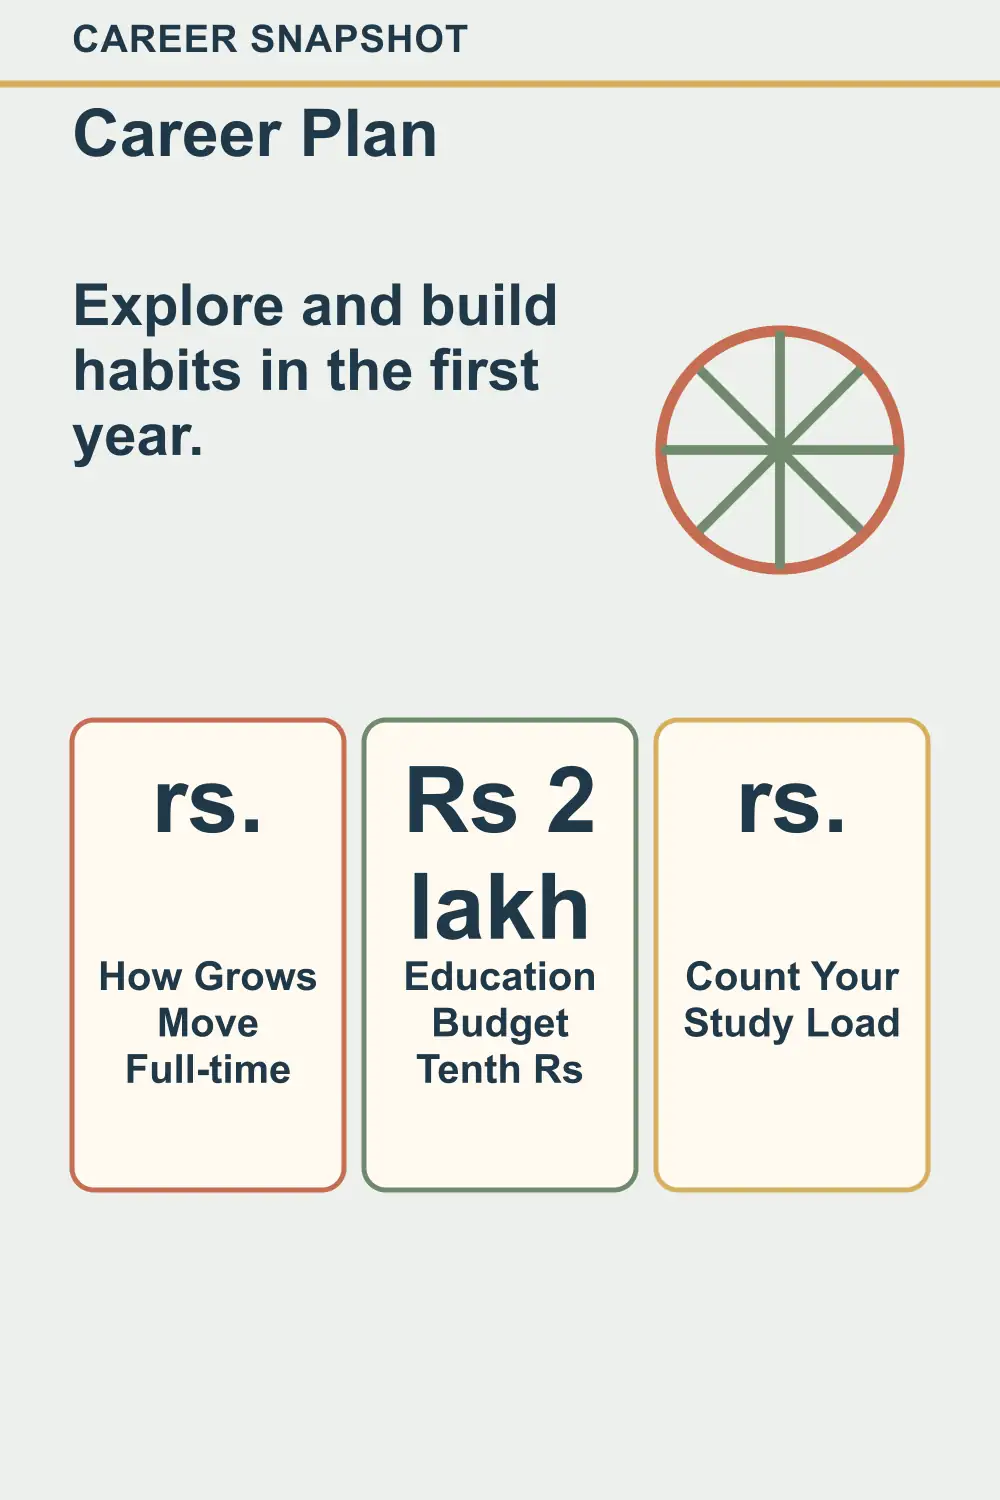 CAREER SNAPSHOT
Career Plan
Explore and build
habits in the first
year.
rs.
How Grows
Move
Full-time
Rs 2
lakh
Education
Budget
Tenth Rs
rs.
Count Your
Study Load